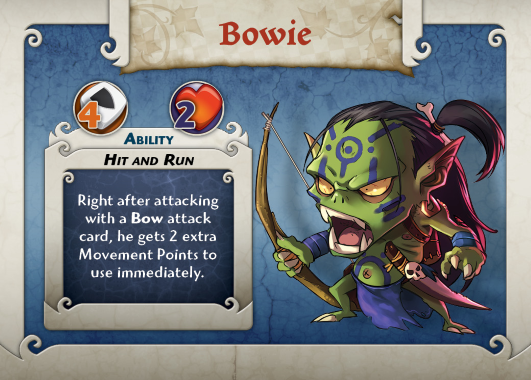 Bowie
4 2
Ability
Hit and Run
Right after attacking
with a Bow attack
card, he gets 2 extra
Movement Points to
use immediately.